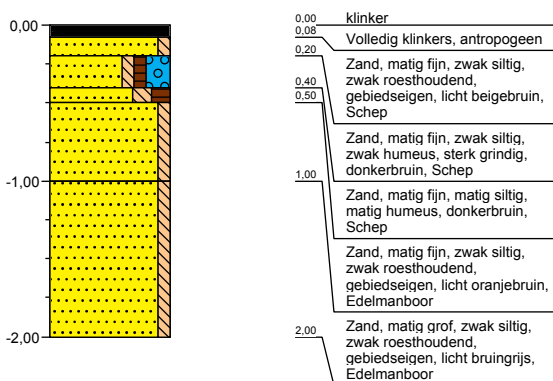 0,00
-1,00
-2,00
0,00 klinker
0,08
Volledig klinkers, antropogeen
0,20
Zand, matig fijn, zwak siltig,
zwak roesthoudend,
gebiedseigen, licht beigebruin,
Schep
0,40
0,50
Zand, matig fijn, zwak siltig,
zwak humeus, sterk grindig,
donkerbruin, Schep
1,00
Zand, matig fijn, matig siltig,
matig humeus, donkerbruin,
Schep
Zand, matig fijn, zwak siltig,
zwak roesthoudend,
gebiedseigen, licht oranjebruin,
Edelmanboor
2,00
Zand, matig grof, zwak siltig,
zwak roesthoudend,
gebiedseigen, licht bruingrijs,
Edelmanboor